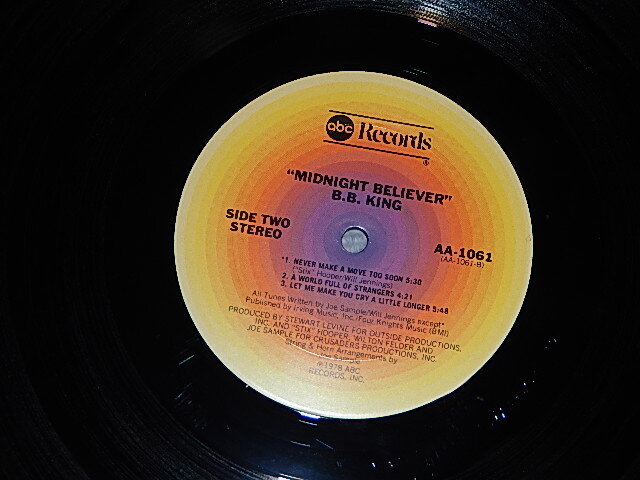 abc Records
®
"MIDNIGHT BELIEVER"
B.B. KING
SIDE TWO
STEREO
AA-1061
(AA-1061-B)
*1. NEVER MAKE A MOVE TOO SOON 5:30
("Stix" Hooper/Will Jennings)
2. A WORLD FULL OF STRANGERS 4:21
3. LET ME MAKE YOU CRY A LITTLE LONGER 5:48
All Tunes Written by Joe Sample/Will Jennings except*
Published by Irving Music, Inc./Four Knights Music (BMI)
PRODUCED BY STEWART LEVINE FOR OUTSIDE PRODUCTIONS,
INC. AND "STIX" HOOPER, WILTON FELDER AND
JOE SAMPLE FOR CRUSADERS PRODUCTIONS, INC.
String & Horn Arrangements by
Joe Sample
℗1978 ABC
RECORDS, INC.